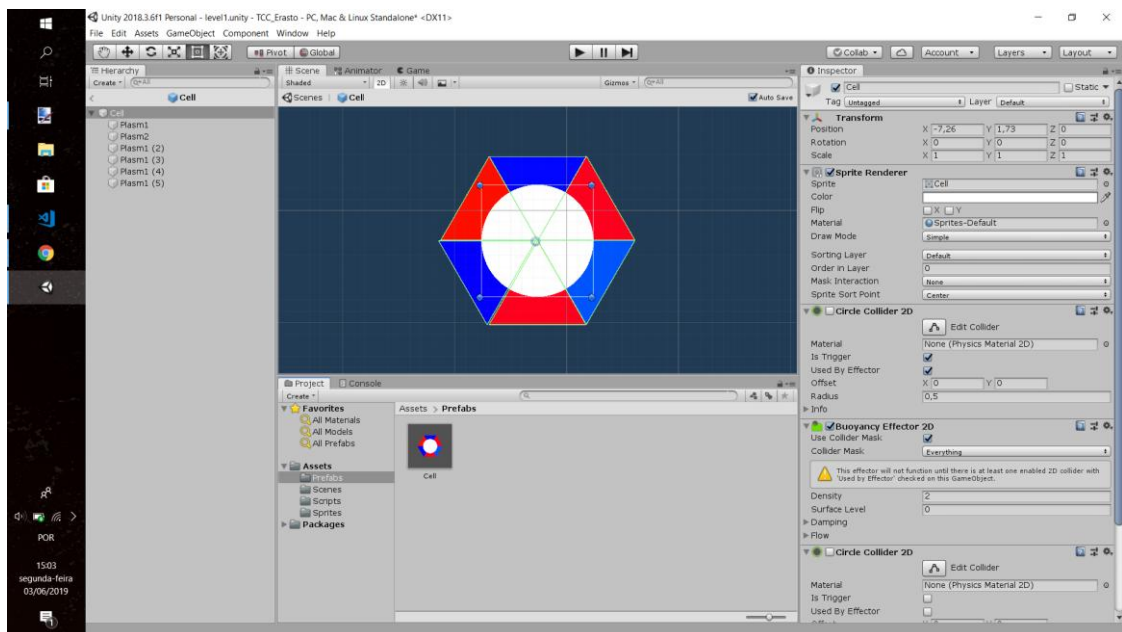 Unity 2018.3.6f1 Personal - level1.unity - TCC_Erasto - PC, Mac & Linux Standalone* <DX11>
File Edit Assets GameObject Component Window Help
Pivot Global
Collab Account Layers Layout
Hierarchy
Create All
Cell
Cell
Plasm1
Plasm2
Plasm1 (2)
Plasm1 (3)
Plasm1 (4)
Plasm1 (5)
Scene Animator Game
Shaded 2D Gizmos All
Scenes Cell Auto Save
Project Console
Create
Favorites
All Materials
All Models
All Prefabs
Assets
Prefabs
Scenes
Scripts
Sprites
Packages
Assets > Prefabs
Cell
Inspector
Cell Static
Tag Untagged Layer Default
Transform
Position X -7,26 Y 1,73 Z 0
Rotation X 0 Y 0 Z 0
Scale X 1 Y 1 Z 1
Sprite Renderer
Sprite Cell
Color
Flip X Y
Material Sprites-Default
Draw Mode Simple
Sorting Layer Default
Order in Layer 0
Mask Interaction None
Sprite Sort Point Center
Circle Collider 2D
Edit Collider
Material None (Physics Material 2D)
Is Trigger
Used By Effector
Offset X 0 Y 0
Radius 0,5
Info
Buoyancy Effector 2D
Use Collider Mask
Collider Mask Everything
This effector will not function until there is at least one enabled 2D collider with
'Used by Effector' checked on this GameObject.
Density 2
Surface Level 0
Damping
Flow
Circle Collider 2D
Edit Collider
Material None (Physics Material 2D)
Is Trigger
Used By Effector
POR
15:03
segunda-feira
03/06/2019
1